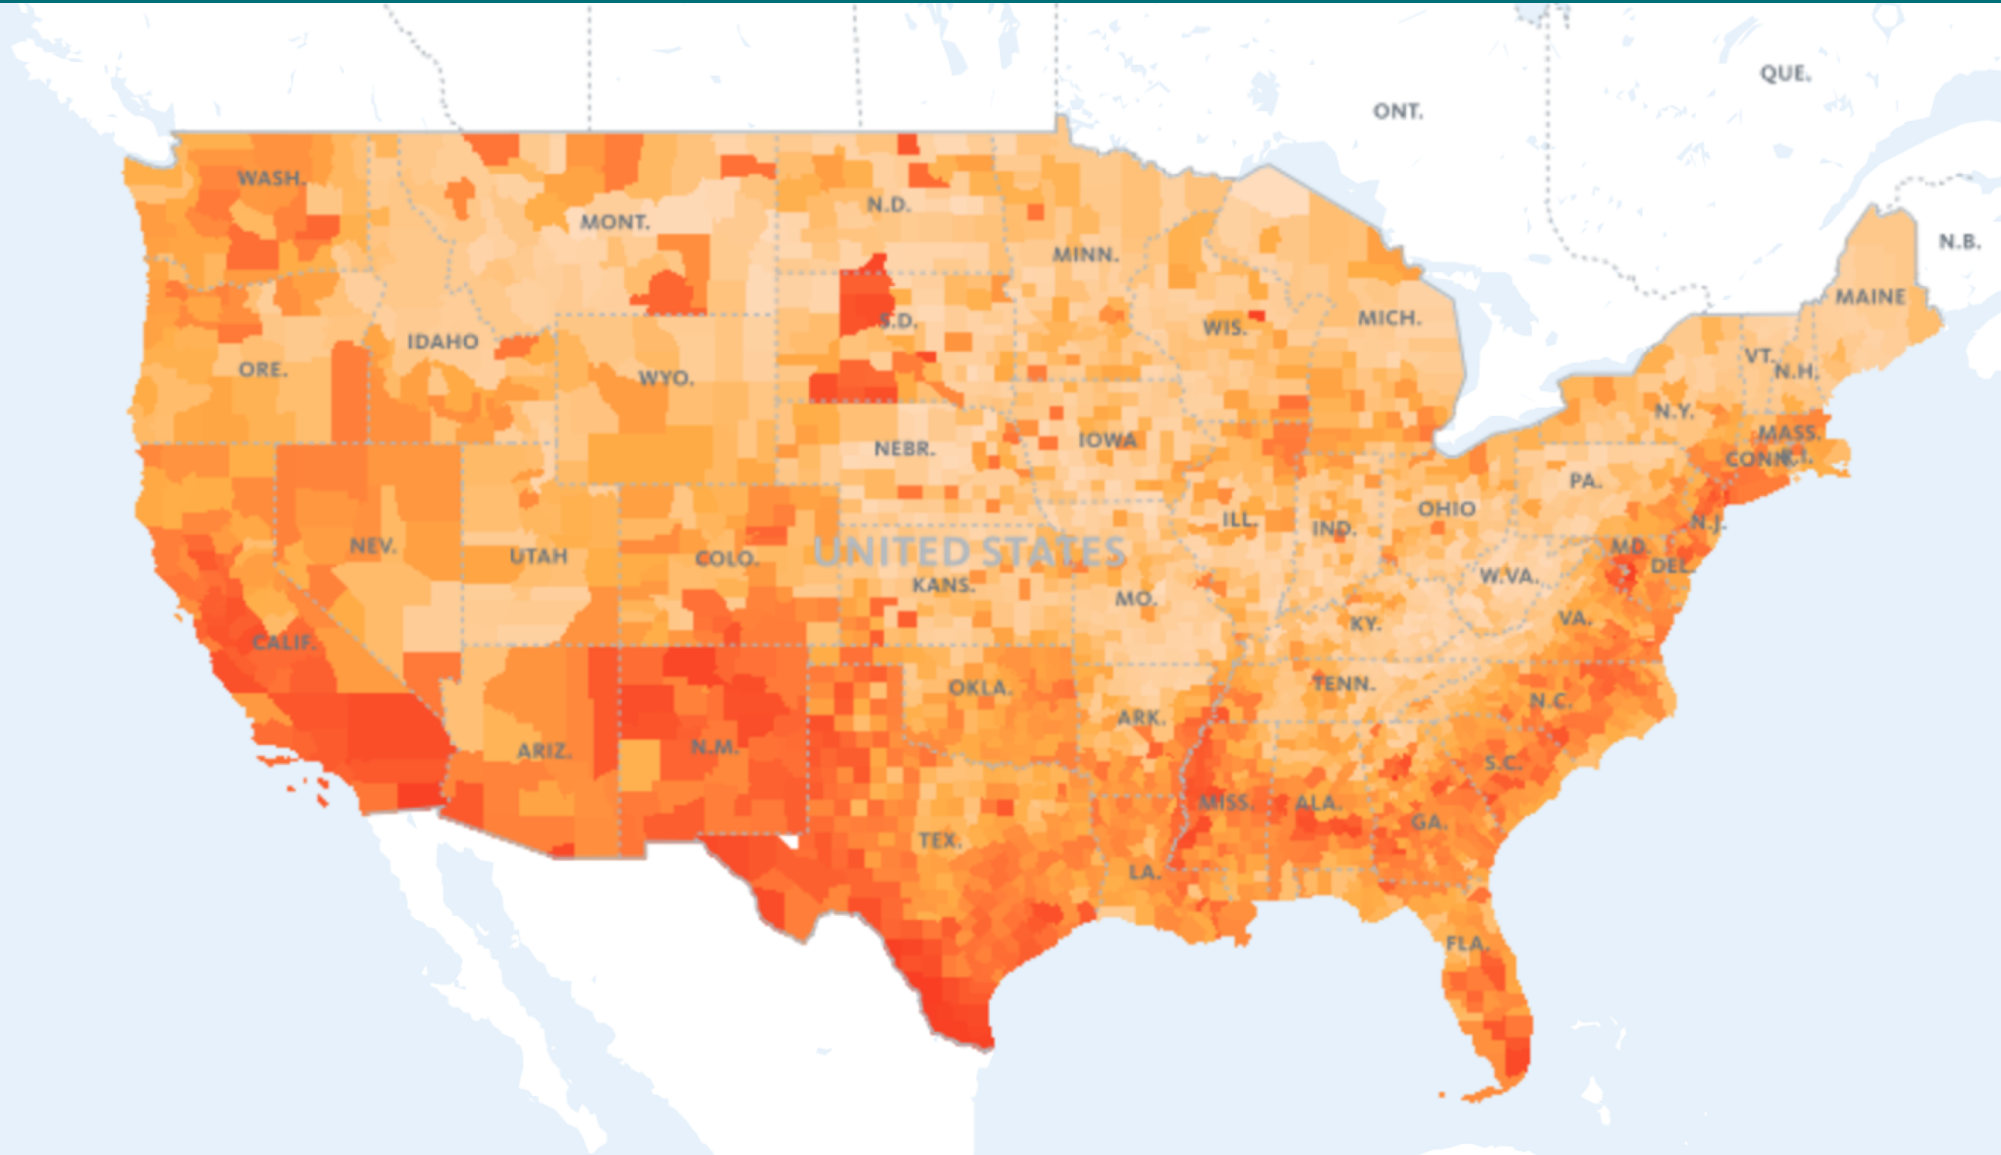 QUE.
ONT.
WASH.
N.D.
MONT.
N.B.
MINN.
MAINE
S.D.
MICH.
WIS.
IDAHO
VT.
ORE.
N.H.
WYO.
N.Y.
MASS.
IOWA
NEBR.
CONN.
R.I.
PA.
OHIO
ILL.
N.J.
IND.
NEV.
MD.
UNITED STATES
UTAH
COLO.
DEL.
W.VA.
KANS.
MO.
VA.
KY.
CALIF.
TENN.
OKLA.
N.C.
ARK.
N.M.
ARIZ.
S.C.
MISS.
ALA.
GA.
TEX.
LA.
FLA.